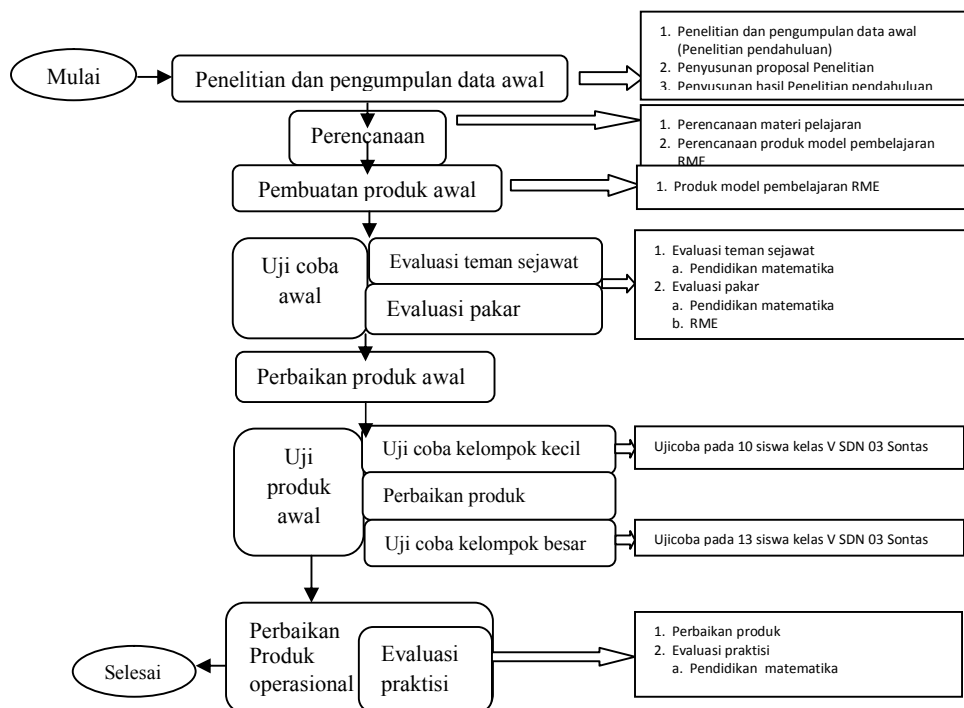 Mulai
Penelitian dan pengumpulan data awal
1. Penelitian dan pengumpulan data awal
(Penelitian pendahuluan)
2. Penyusunan proposal Penelitian
3. Penyusunan hasil Penelitian pendahuluan
Perencanaan
1. Perencanaan materi pelajaran
2. Perencanaan produk model pembelajaran
RME
Pembuatan produk awal
1. Produk model pembelajaran RME
Uji coba
awal
Evaluasi teman sejawat
Evaluasi pakar
1. Evaluasi teman sejawat
a. Pendidikan matematika
2. Evaluasi pakar
a. Pendidikan matematika
b. RME
Perbaikan produk awal
Uji
produk
awal
Uji coba kelompok kecil
Ujicoba pada 10 siswa kelas V SDN 03 Sontas
Perbaikan produk
Uji coba kelompok besar
Ujicoba pada 13 siswa kelas V SDN 03 Sontas
Perbaikan
Produk
operasional
Evaluasi
praktisi
1. Perbaikan produk
2. Evaluasi praktisi
a. Pendidikan matematika
Selesai